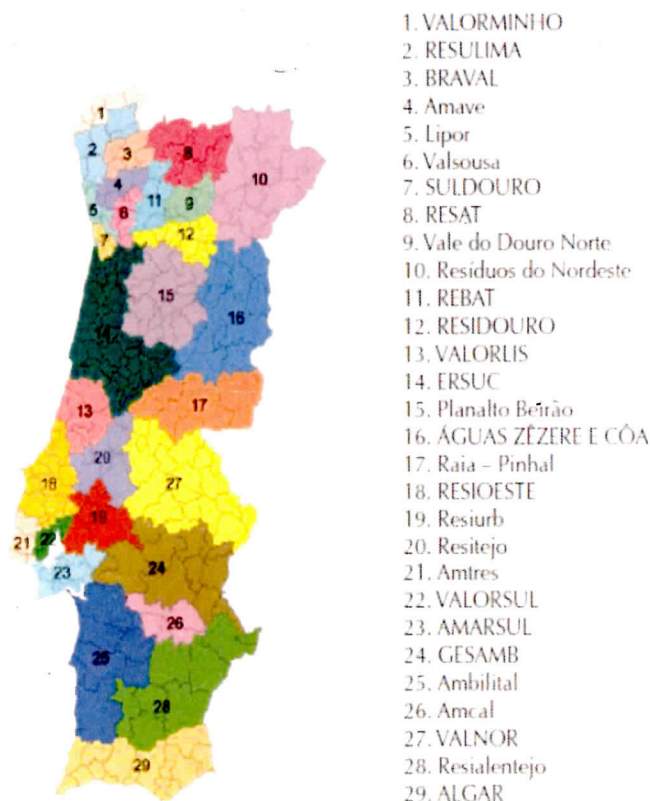 1. VALORMINHO
2. RESULIMA
3. BRAVAL
4. Amave
5. Lipor
6. Valsousa
7. SULDOURO
8. RESAT
9. Vale do Douro Norte
10. Resíduos do Nordeste
11. REBAT
12. RESIDOURO
13. VALORLIS
14. ERSUC
15. Planalto Beirão
16. ÁGUAS ZÊZERE E CÔA
17. Raia – Pinhal
18. RESIOESTE
19. Resiurb
20. Resitejo
21. Amtres
22. VALORSUL
23. AMARSUL
24. GESAMB
25. Ambilital
26. Amcal
27. VALNOR
28. Resialentejo
29. ALGAR
1
2
3
8
4
10
11
9
5
6
7
12
15
16
14
13
17
20
18
27
19
21
22
23
24
26
25
28
29